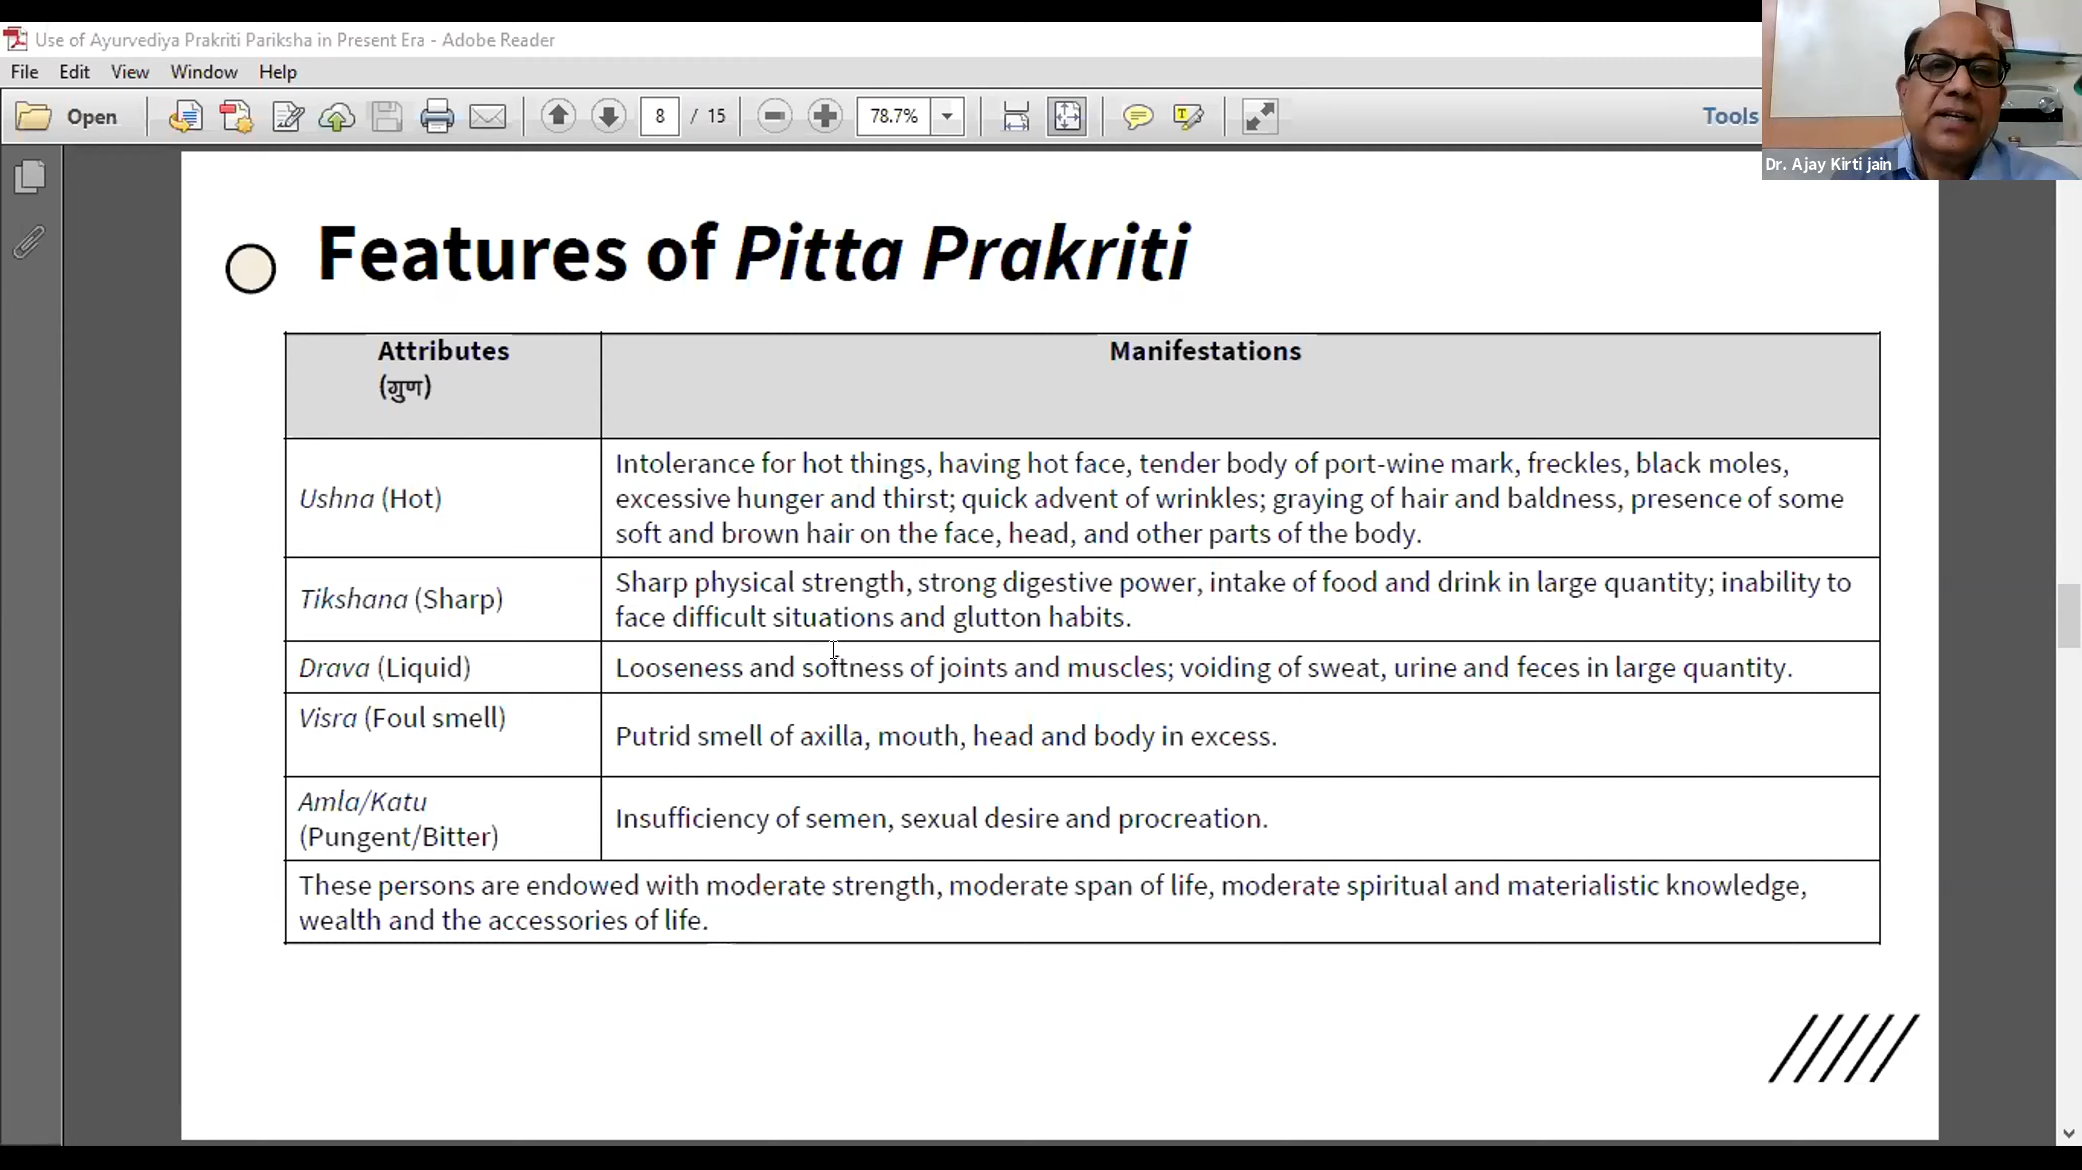 Use of Ayurvediya Prakriti Pariksha in Present Era - Adobe Reader
File Edit View Window Help
Open 8 / 15 78.7% Tools
Dr. Ajay Kirti jain
Features of Pitta Prakriti
Attributes
(गुण)
Manifestations
Ushna (Hot)
Intolerance for hot things, having hot face, tender body of port-wine mark, freckles, black moles,
excessive hunger and thirst; quick advent of wrinkles; graying of hair and baldness, presence of some
soft and brown hair on the face, head, and other parts of the body.
Tikshana (Sharp)
Sharp physical strength, strong digestive power, intake of food and drink in large quantity; inability to
face difficult situations and glutton habits.
Drava (Liquid)
Looseness and softness of joints and muscles; voiding of sweat, urine and feces in large quantity.
Visra (Foul smell)
Putrid smell of axilla, mouth, head and body in excess.
Amla/Katu
(Pungent/Bitter)
Insufficiency of semen, sexual desire and procreation.
These persons are endowed with moderate strength, moderate span of life, moderate spiritual and materialistic knowledge,
wealth and the accessories of life.